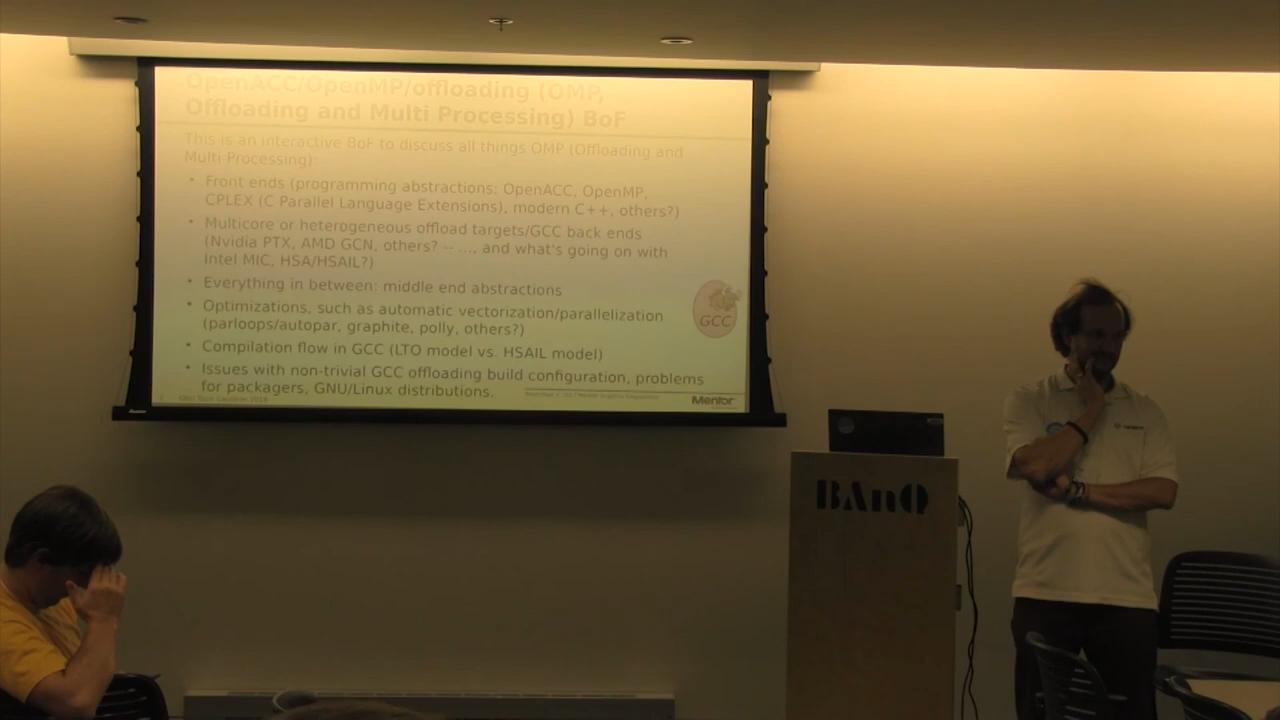 OpenACC/OpenMP/offloading (OMP,
Offloading and Multi Processing) BoF
This is an interactive BoF to discuss all things OMP (Offloading and
Multi Processing):
• Front ends (programming abstractions: OpenACC, OpenMP,
CPLEX (C Parallel Language Extensions), modern C++, others?)
• Multicore or heterogeneous offload targets/GCC back ends
(Nvidia PTX, AMD GCN, others? -- ..., and what's going on with
Intel MIC, HSA/HSAIL?)
• Everything in between: middle end abstractions
• Optimizations, such as automatic vectorization/parallelization
(parloops/autopar, graphite, polly, others?)
• Compilation flow in GCC (LTO model vs. HSAIL model)
• Issues with non-trivial GCC offloading build configuration, problems
for packagers, GNU/Linux distributions.
GCC
Mentor
BAnQ